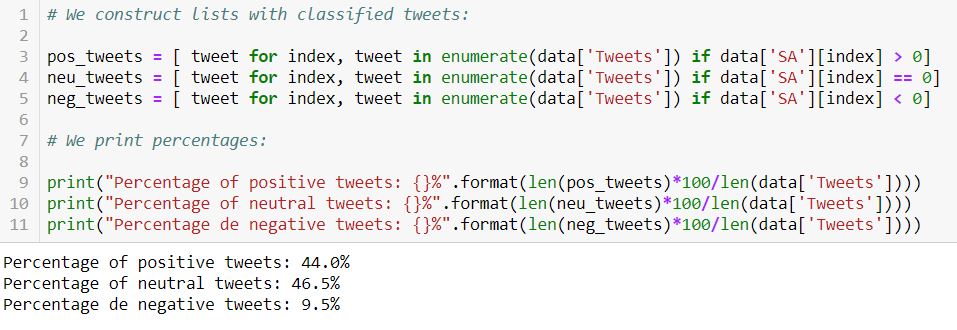 1 # We construct lists with classified tweets:
2
3 pos_tweets = [ tweet for index, tweet in enumerate(data['Tweets']) if data['SA'][index] > 0]
4 neu_tweets = [ tweet for index, tweet in enumerate(data['Tweets']) if data['SA'][index] == 0]
5 neg_tweets = [ tweet for index, tweet in enumerate(data['Tweets']) if data['SA'][index] < 0]
6
7 # We print percentages:
8
9 print("Percentage of positive tweets: {}%".format(len(pos_tweets)*100/len(data['Tweets'])))
10 print("Percentage of neutral tweets: {}%".format(len(neu_tweets)*100/len(data['Tweets'])))
11 print("Percentage de negative tweets: {}%".format(len(neg_tweets)*100/len(data['Tweets'])))
Percentage of positive tweets: 44.0%
Percentage of neutral tweets: 46.5%
Percentage de negative tweets: 9.5%